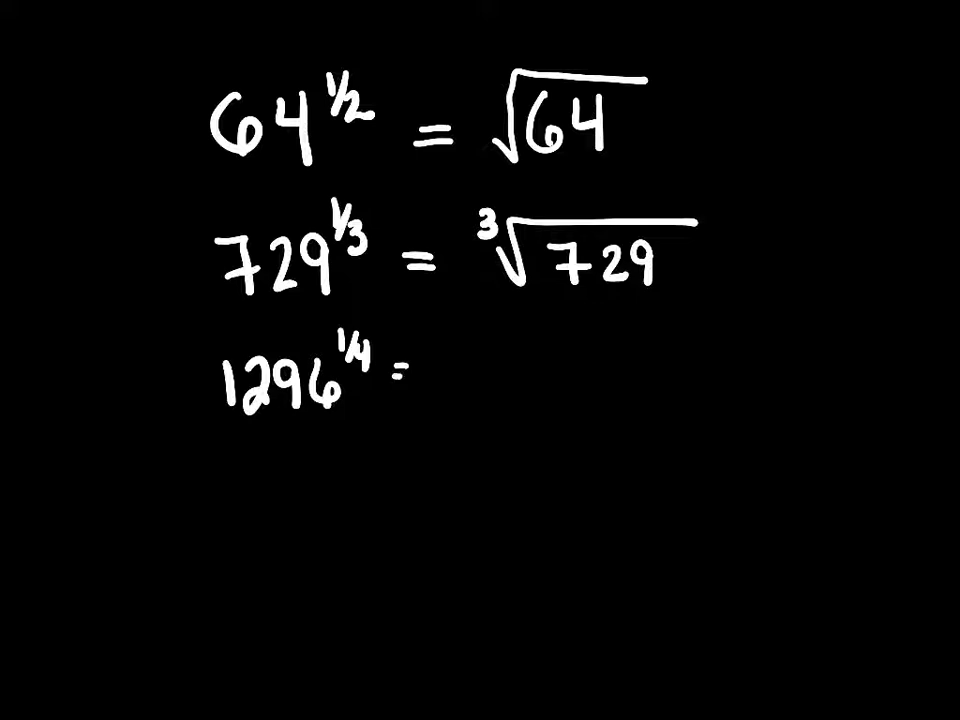 64^1/2 = √64
729^1/3 = ³√729
1296^1/4 =